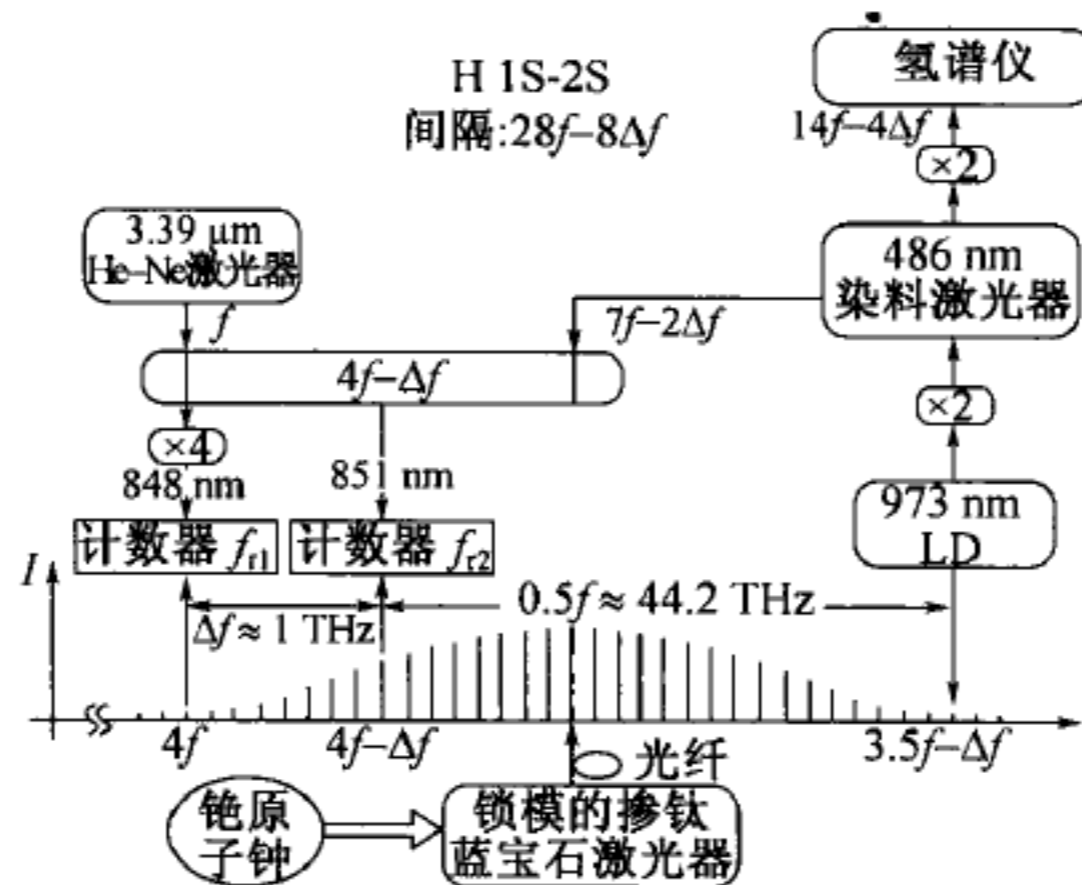 氢谱仪
H 1S-2S
间隔:28f-8Δf
14f-4Δf
×2
3.39 μm
He-Ne激光器
486 nm
染料激光器
f
7f-2Δf
4f-Δf
×2
×4
848 nm
851 nm
973 nm
LD
计数器 fr1
计数器 fr2
I
Δf≈1 THz
0.5f≈44.2 THz
4f
4f-Δf
3.5f-Δf
光纤
铯原
子钟
锁模的掺钛
蓝宝石激光器